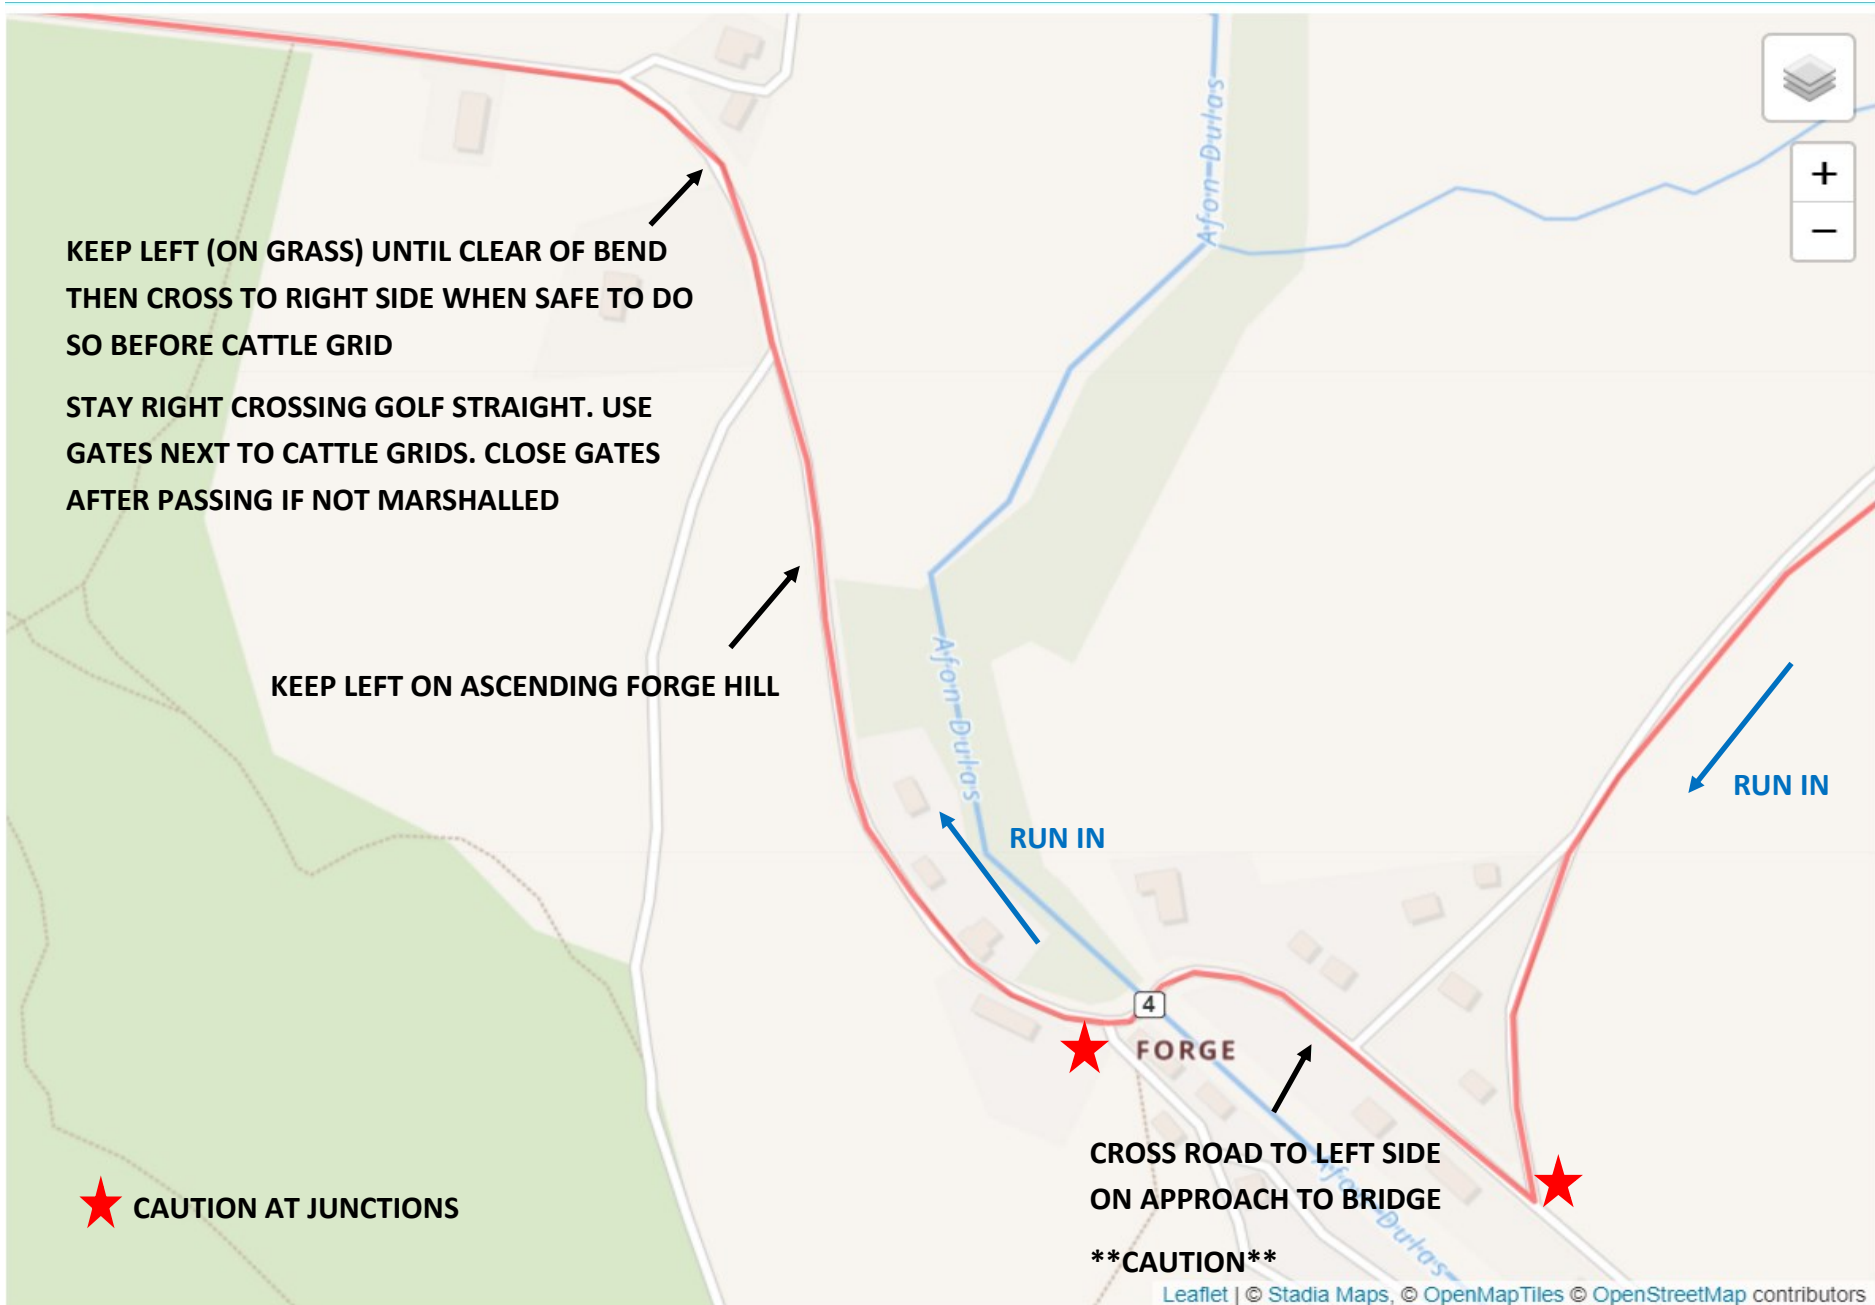 Afon Dulas
+
−
KEEP LEFT (ON GRASS) UNTIL CLEAR OF BEND
THEN CROSS TO RIGHT SIDE WHEN SAFE TO DO
SO BEFORE CATTLE GRID
STAY RIGHT CROSSING GOLF STRAIGHT. USE
GATES NEXT TO CATTLE GRIDS. CLOSE GATES
AFTER PASSING IF NOT MARSHALLED
KEEP LEFT ON ASCENDING FORGE HILL
Afon Dulas
RUN IN
RUN IN
4
FORGE
CROSS ROAD TO LEFT SIDE
ON APPROACH TO BRIDGE
**CAUTION**
Afon Dulas
CAUTION AT JUNCTIONS
Leaflet | © Stadia Maps, © OpenMapTiles © OpenStreetMap contributors